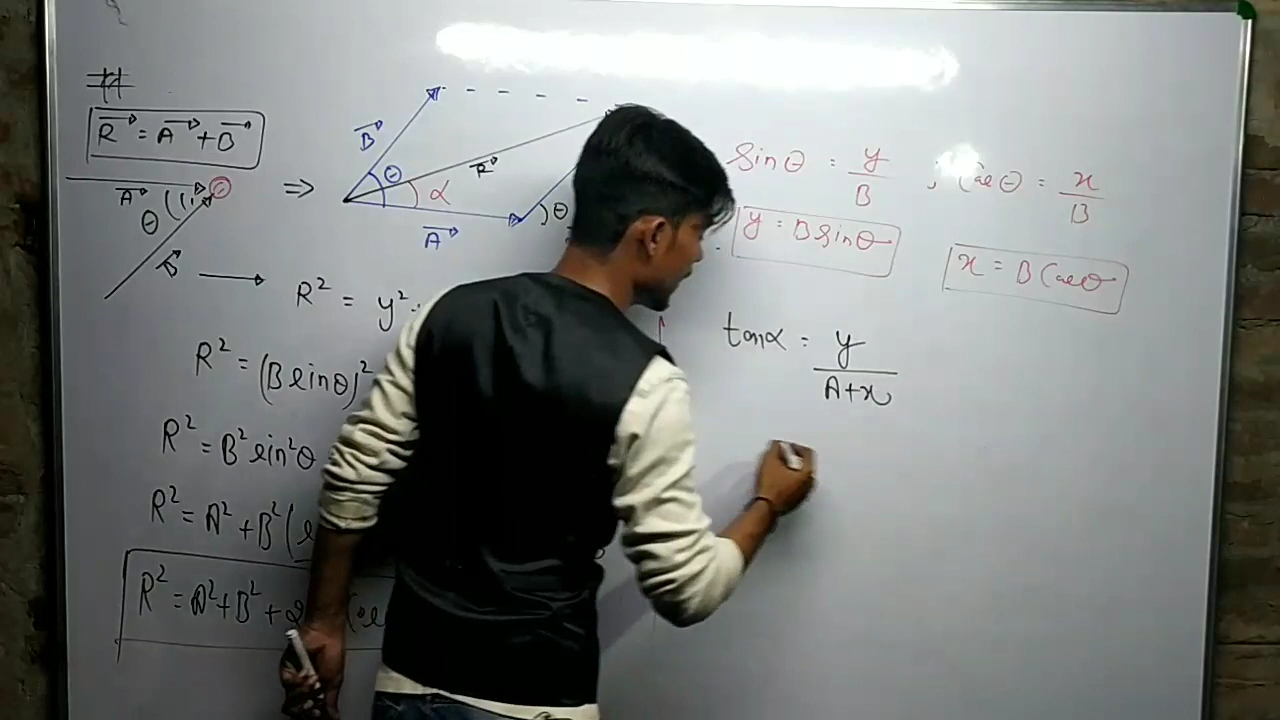 #
R = A + B
A
θ
B
⇒
B
θ
α
R
A
θ
R² = y²
R² = (B sinθ)²
R² = B² sin²θ
R² = A² + B² (
R² = A² + B² + 2
sinθ = y/B ; Cosθ = x/B
y = B sinθ
x = B Cosθ
tanα = y/A+x